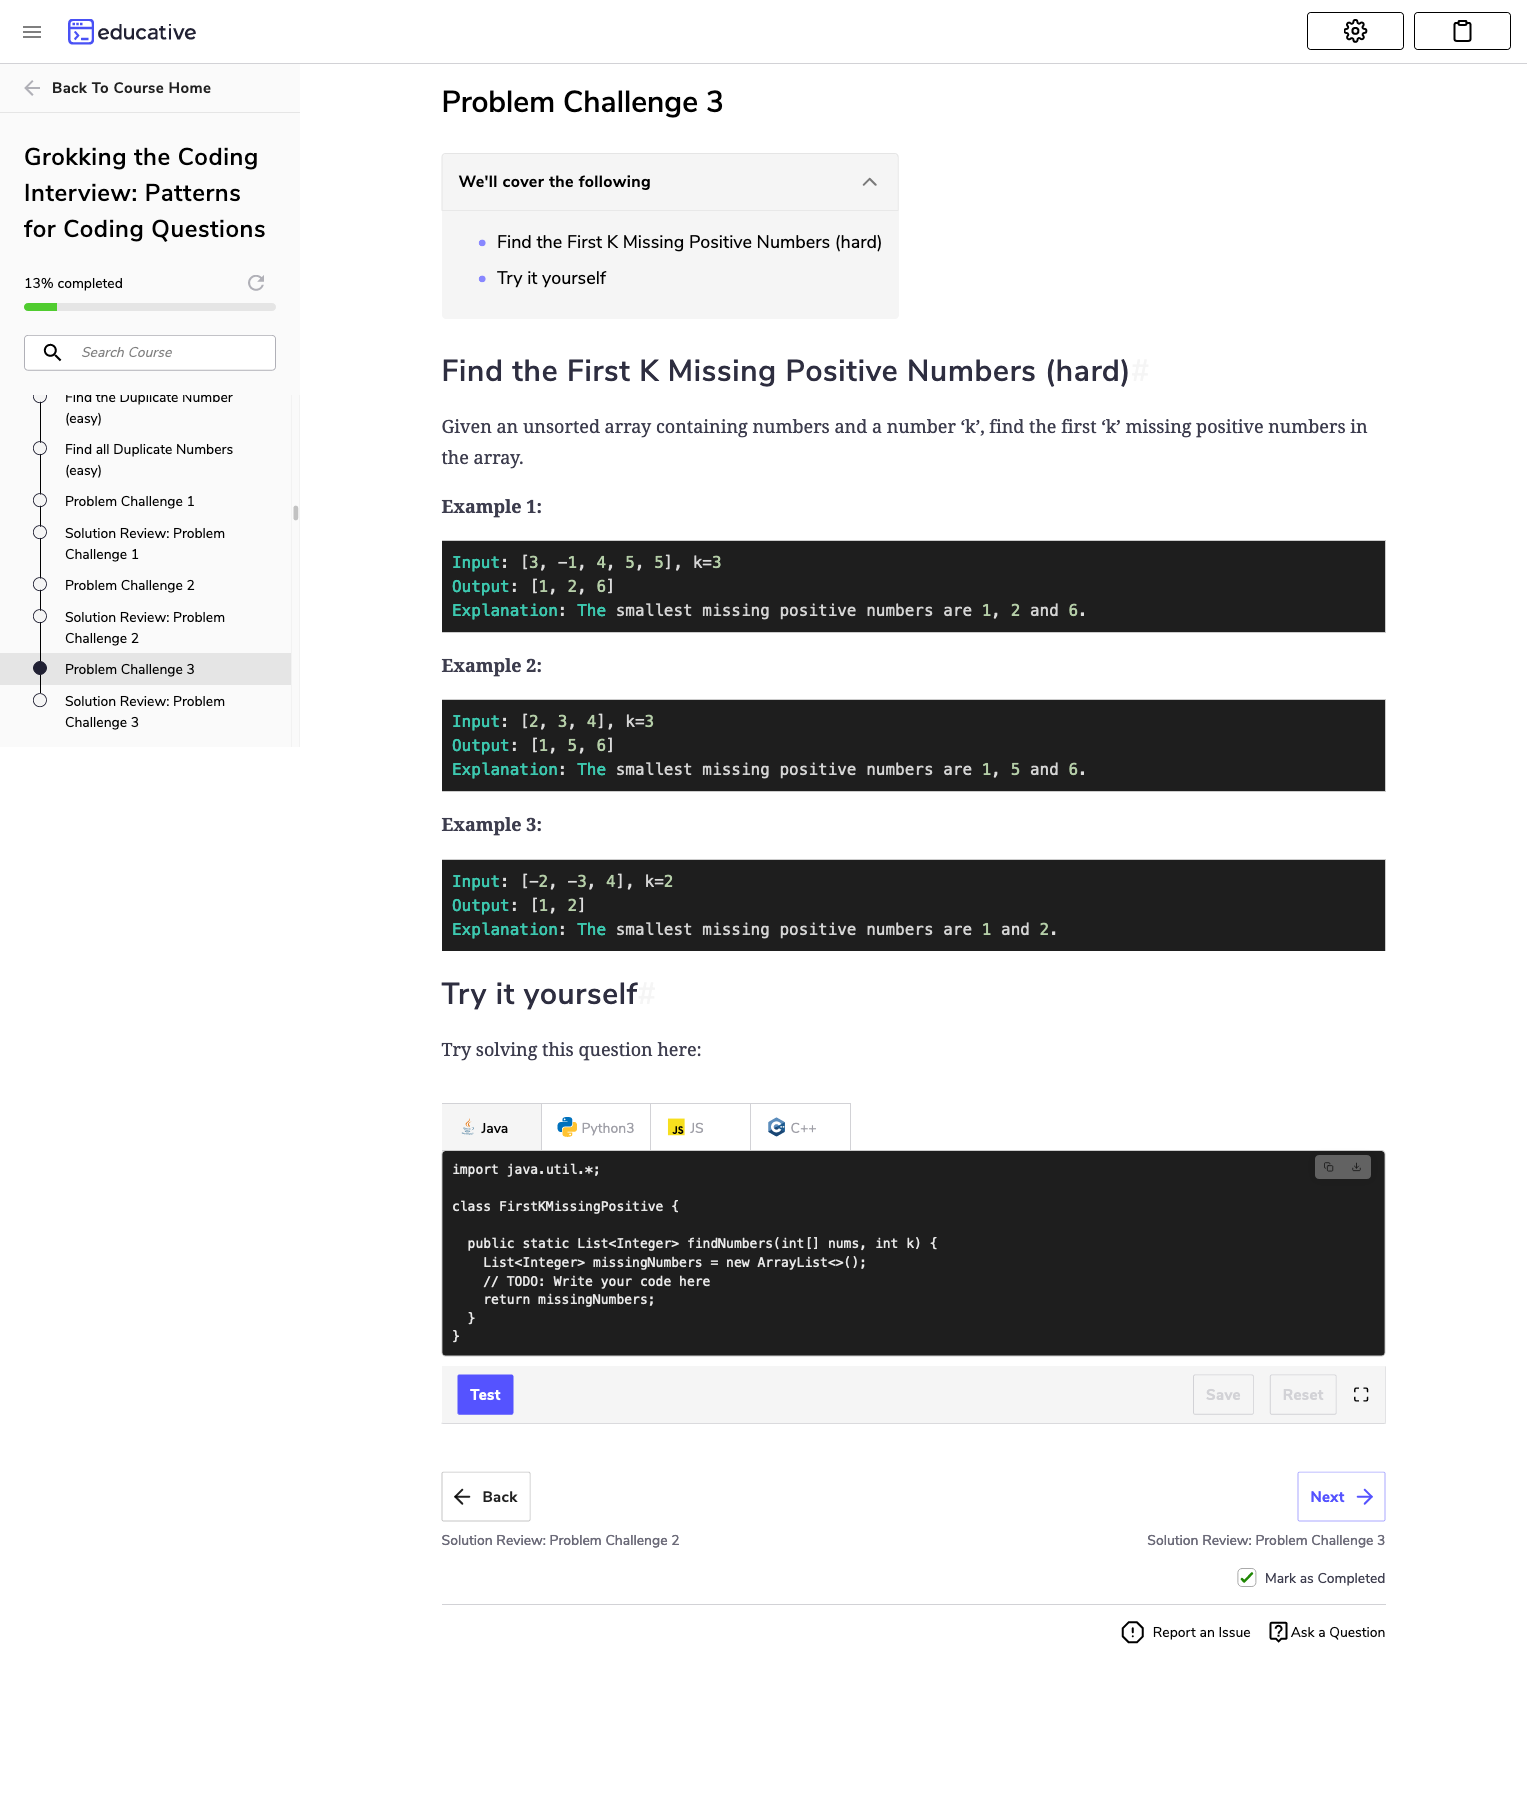 educative
Back To Course Home
Grokking the Coding
Interview: Patterns
for Coding Questions
13% completed
Search Course
Find the Duplicate Number
(easy)
Find all Duplicate Numbers
(easy)
Problem Challenge 1
Solution Review: Problem
Challenge 1
Problem Challenge 2
Solution Review: Problem
Challenge 2
Problem Challenge 3
Solution Review: Problem
Challenge 3
Problem Challenge 3
We'll cover the following
Find the First K Missing Positive Numbers (hard)
Try it yourself
Find the First K Missing Positive Numbers (hard)#
Given an unsorted array containing numbers and a number ‘k’, find the first ‘k’ missing positive numbers in
the array.
Example 1:
Input: [3, -1, 4, 5, 5], k=3
Output: [1, 2, 6]
Explanation: The smallest missing positive numbers are 1, 2 and 6.
Example 2:
Input: [2, 3, 4], k=3
Output: [1, 5, 6]
Explanation: The smallest missing positive numbers are 1, 5 and 6.
Example 3:
Input: [-2, -3, 4], k=2
Output: [1, 2]
Explanation: The smallest missing positive numbers are 1 and 2.
Try it yourself#
Try solving this question here:
Java Python3 JS JS C++
import java.util.*;
class FirstKMissingPositive {
public static List<Integer> findNumbers(int[] nums, int k) {
List<Integer> missingNumbers = new ArrayList<>();
// TODO: Write your code here
return missingNumbers;
}
}
Test Save Reset
Back Next
Solution Review: Problem Challenge 2 Solution Review: Problem Challenge 3
Mark as Completed
Report an Issue Ask a Question